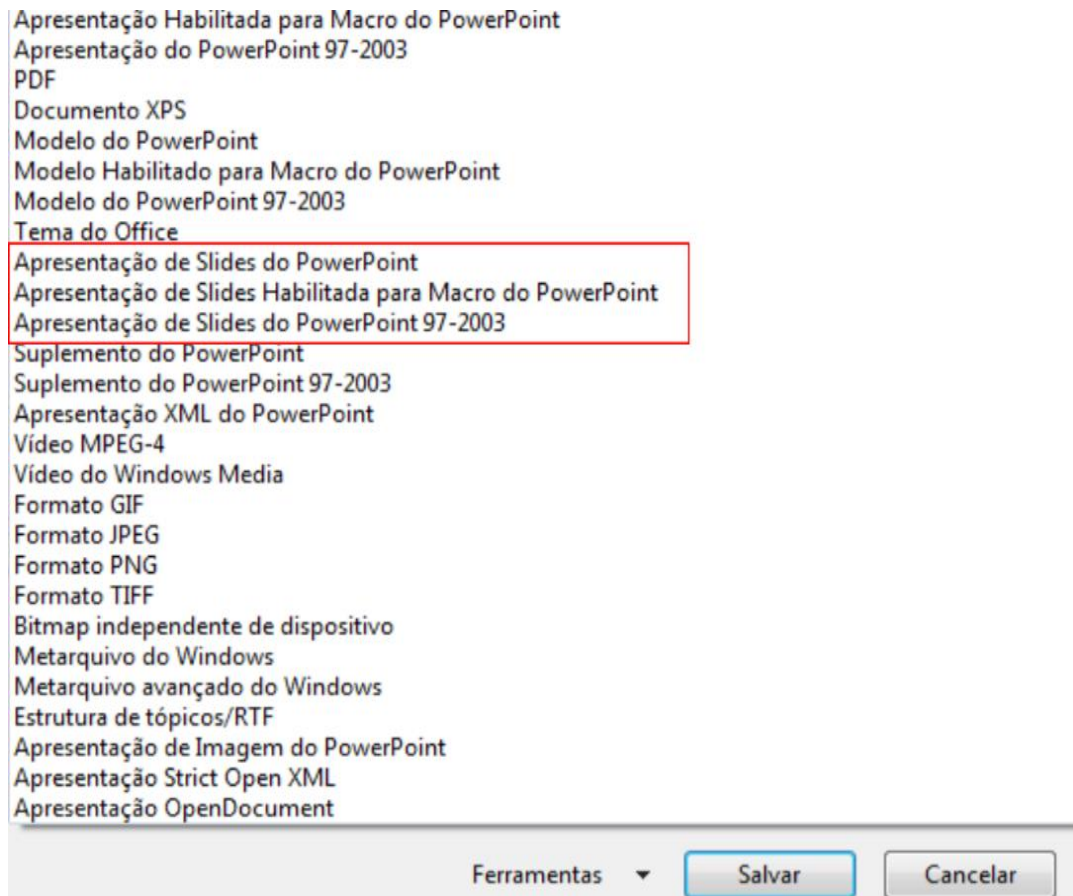 Apresentação Habilitada para Macro do PowerPoint
Apresentação do PowerPoint 97-2003
PDF
Documento XPS
Modelo do PowerPoint
Modelo Habilitado para Macro do PowerPoint
Modelo do PowerPoint 97-2003
Tema do Office
Apresentação de Slides do PowerPoint
Apresentação de Slides Habilitada para Macro do PowerPoint
Apresentação de Slides do PowerPoint 97-2003
Suplemento do PowerPoint
Suplemento do PowerPoint 97-2003
Apresentação XML do PowerPoint
Vídeo MPEG-4
Vídeo do Windows Media
Formato GIF
Formato JPEG
Formato PNG
Formato TIFF
Bitmap independente de dispositivo
Metarquivo do Windows
Metarquivo avançado do Windows
Estrutura de tópicos/RTF
Apresentação de Imagem do PowerPoint
Apresentação Strict Open XML
Apresentação OpenDocument
Ferramentas Salvar Cancelar